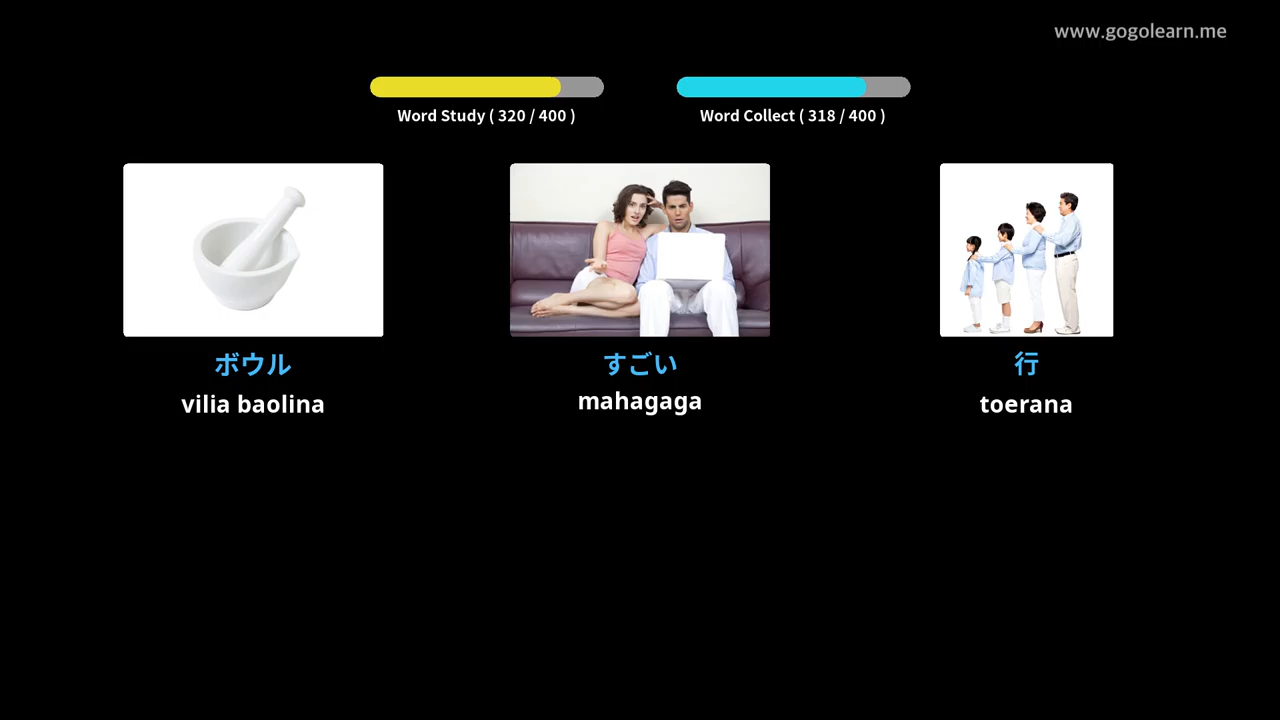 www.gogolearn.me
Word Study ( 320 / 400 )
Word Collect ( 318 / 400 )
ボウル
すごい
行
vilia baolina
mahagaga
toerana